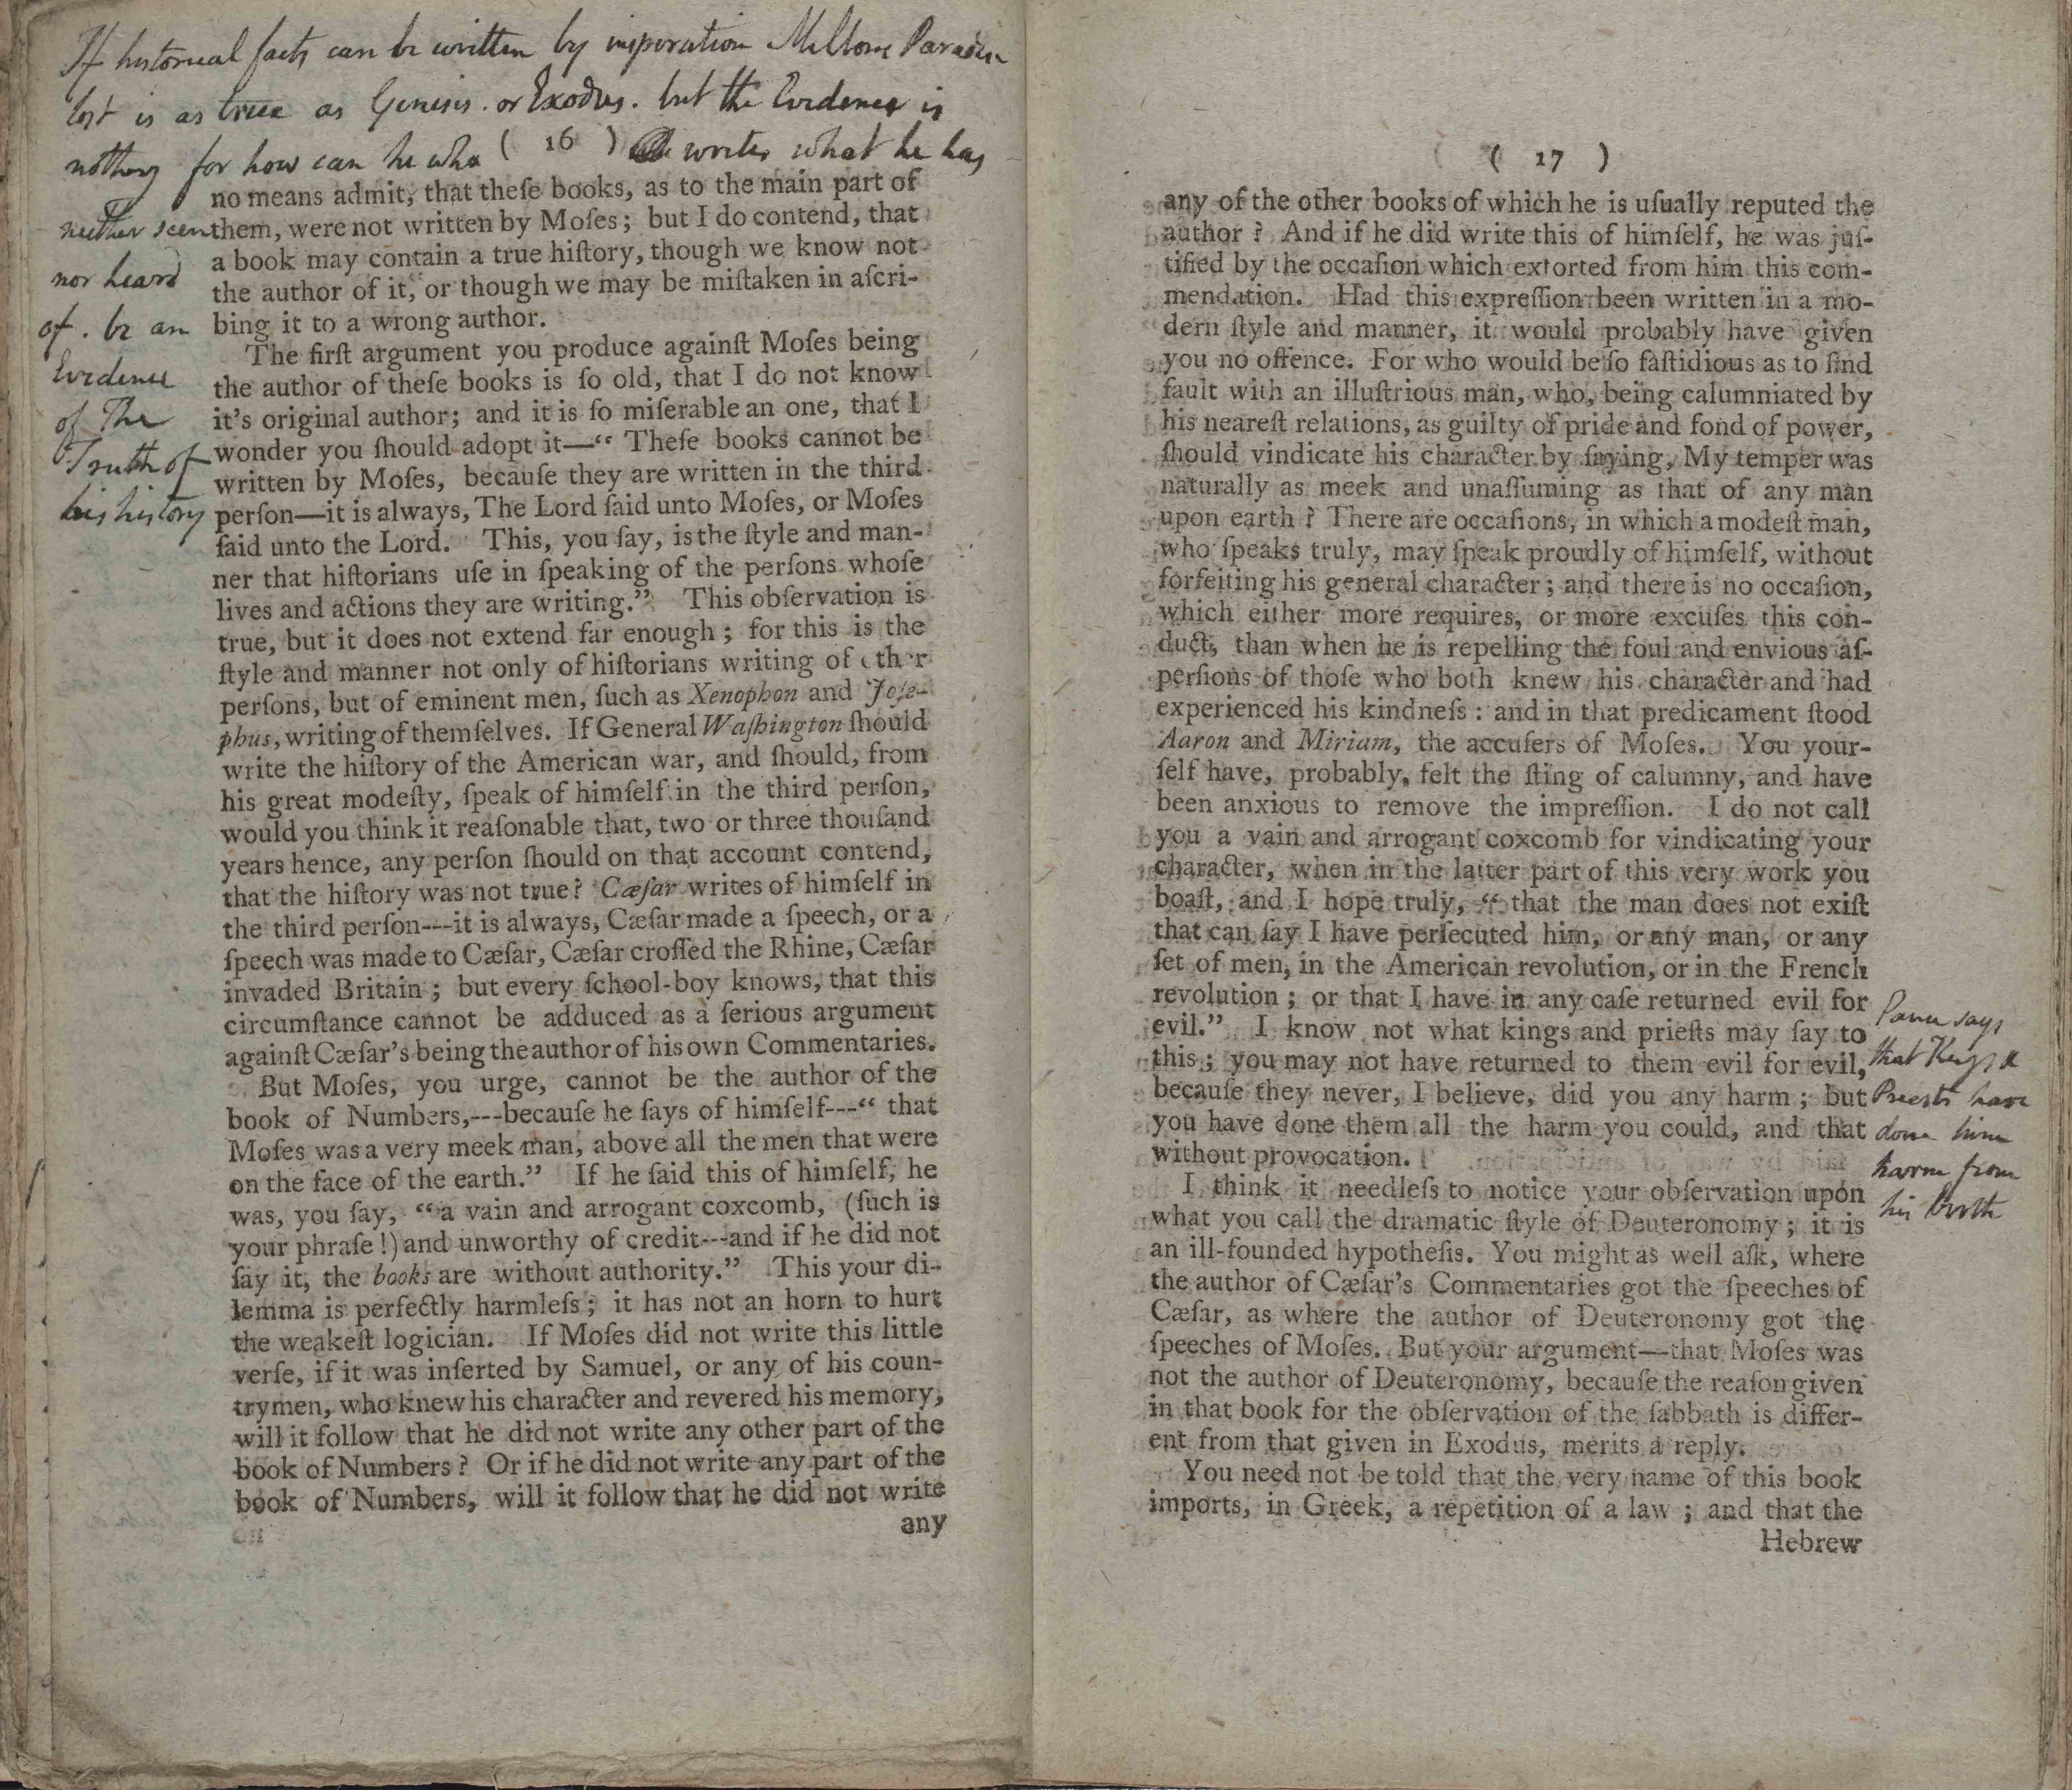 If historical facts can be written by inspiration Miltons Paradise
lost is as true as Genesis. or Exodus. but the Evidence is
nothing for how can he who writes what he has
neither seen
nor heard
of. be an
Evidence
of The
Truth of
his history
( 16 )
no means admit, that theſe books, as to the main part of
them, were not written by Moſes; but I do contend, that
a book may contain a true hiſtory, though we know not
the author of it, or though we may be miſtaken in aſcri-
bing it to a wrong author.
The firſt argument you produce againſt Moſes being
the author of theſe books is ſo old, that I do not know
it's original author; and it is ſo miſerable an one, that I
wonder you ſhould adopt it—“ Theſe books cannot be
written by Moſes, becauſe they are written in the third
perſon—it is always, The Lord ſaid unto Moſes, or Moſes
ſaid unto the Lord. This, you ſay, is the ſtyle and man-
ner that hiſtorians uſe in ſpeaking of the perſons whoſe
lives and actions they are writing.” This obſervation is
true, but it does not extend far enough; for this is the
ſtyle and manner not only of hiſtorians writing of other
perſons, but of eminent men, ſuch as Xenophon and Joſe-
phus, writing of themſelves. If General Waſhington ſhould
write the hiſtory of the American war, and ſhould, from
his great modeſty, ſpeak of himſelf in the third perſon,
would you think it reaſonable that, two or three thouſand
years hence, any perſon ſhould on that account contend,
that the hiſtory was not true? Cæſar writes of himſelf in
the third perſon---it is always, Cæſar made a ſpeech, or a
ſpeech was made to Cæſar, Cæſar croſſed the Rhine, Cæſar
invaded Britain; but every ſchool-boy knows, that this
circumſtance cannot be adduced as a ſerious argument
againſt Cæſar's being the author of his own Commentaries.
But Moſes, you urge, cannot be the author of the
book of Numbers,---becauſe he ſays of himſelf---“ that
Moſes was a very meek man, above all the men that were
on the face of the earth.” If he ſaid this of himſelf, he
was, you ſay, “a vain and arrogant coxcomb, (ſuch is
your phraſe!) and unworthy of credit---and if he did not
ſay it, the books are without authority.” This your di-
lemma is perfectly harmleſs; it has not an horn to hurt
the weakeſt logician. If Moſes did not write this little
verſe, if it was inſerted by Samuel, or any of his coun-
trymen, who knew his character and revered his memory,
will it follow that he did not write any other part of the
book of Numbers? Or if he did not write any part of the
book of Numbers, will it follow that he did not write
any
( 17 )
any of the other books of which he is uſually reputed the
author? And if he did write this of himſelf, he was juſ-
tified by the occaſion which extorted from him this com-
mendation. Had this expreſſion been written in a mo-
dern ſtyle and manner, it would probably have given
you no offence. For who would be ſo faſtidious as to find
fault with an illuſtrious man, who, being calumniated by
his neareſt relations, as guilty of pride and fond of power,
ſhould vindicate his character by ſaying, My temper was
naturally as meek and unaſſuming as that of any man
upon earth? There are occaſions, in which a modeſt man,
who ſpeaks truly, may ſpeak proudly of himſelf, without
forfeiting his general character; and there is no occaſion,
which either more requires, or more excuſes this con-
duct, than when he is repelling the foul and envious aſ-
perſions of thoſe who both knew his character and had
experienced his kindneſs: and in that predicament ſtood
Aaron and Miriam, the accuſers of Moſes. You your-
ſelf have, probably, felt the ſting of calumny, and have
been anxious to remove the impreſſion. I do not call
you a vain and arrogant coxcomb for vindicating your
character, when in the latter part of this very work you
boaſt, and I hope truly, “ that the man does not exiſt
that can ſay I have perſecuted him, or any man, or any
ſet of men, in the American revolution, or in the French
revolution; or that I have in any caſe returned evil for
evil.” I know not what kings and prieſts may ſay to
this; you may not have returned to them evil for evil,
becauſe they never, I believe, did you any harm; but
you have done them all the harm you could, and that
without provocation.
I think it needleſs to notice your obſervation upon
what you call the dramatic ſtyle of Deuteronomy; it is
an ill-founded hypotheſis. You might as well aſk, where
the author of Cæſar's Commentaries got the ſpeeches of
Cæſar, as where the author of Deuteronomy got the
ſpeeches of Moſes. But your argument—that Moſes was
not the author of Deuteronomy, becauſe the reaſon given
in that book for the obſervation of the ſabbath is differ-
ent from that given in Exodus, merits a reply.
You need not be told that the very name of this book
imports, in Greek, a repetition of a law; and that the
Hebrew
Paine says
that Kings &
Priests have
done him
harm from
his birth